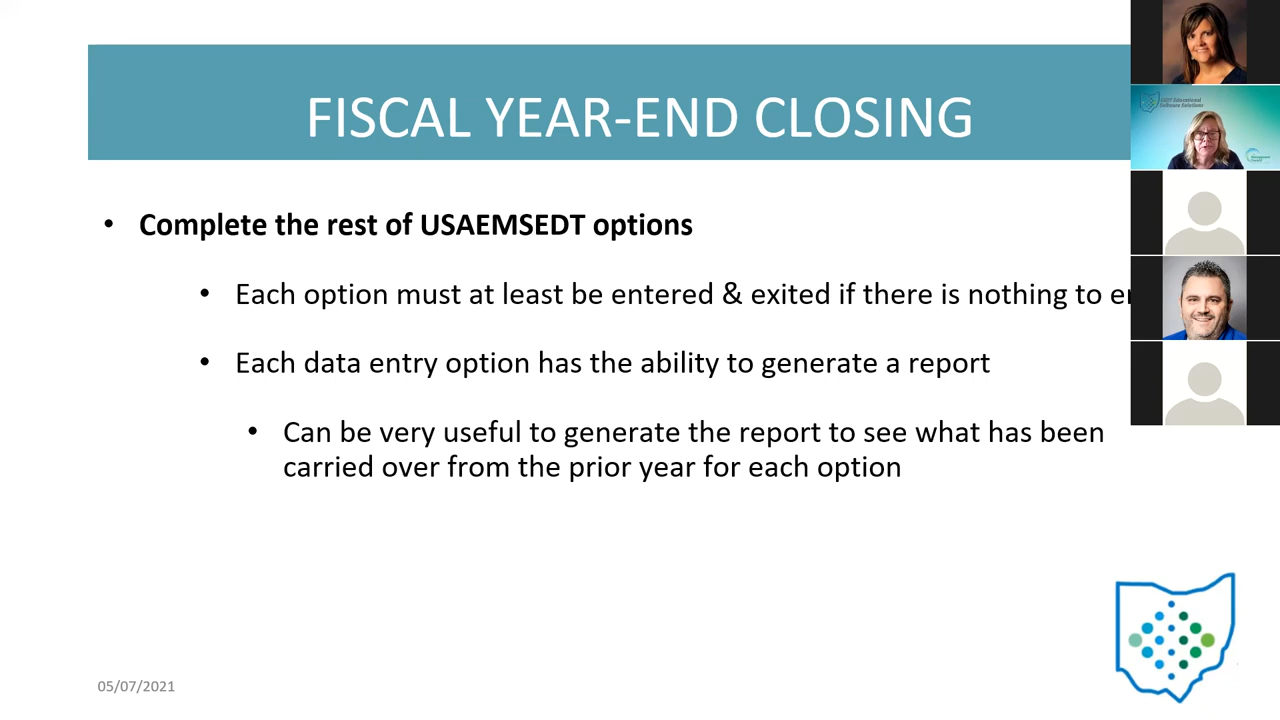 FISCAL YEAR-END CLOSING
• Complete the rest of USAEMSEDT options
• Each option must at least be entered & exited if there is nothing to
• Each data entry option has the ability to generate a report
• Can be very useful to generate the report to see what has been
carried over from the prior year for each option
05/07/2021